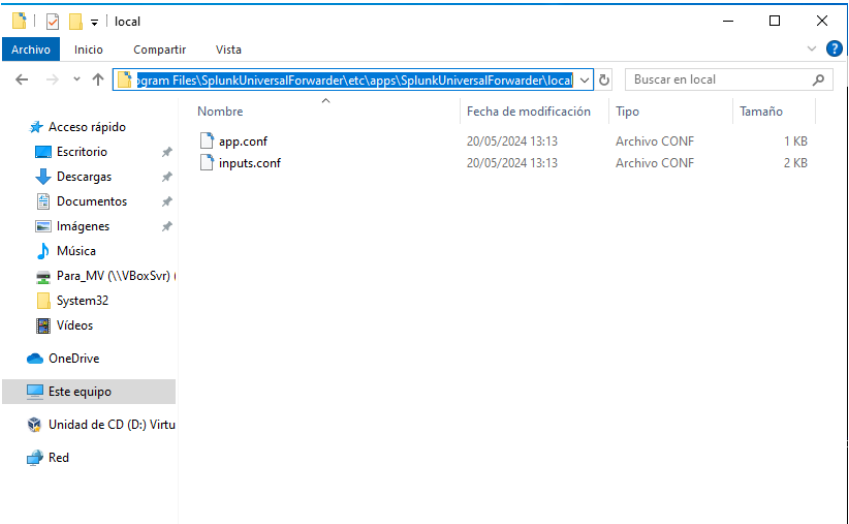 local
Archivo Inicio Compartir Vista
ogram Files\SplunkUniversalForwarder\etc\apps\SplunkUniversalForwarder\local Buscar en local
Nombre Fecha de modificación Tipo Tamaño
app.conf 20/05/2024 13:13 Archivo CONF 1 KB
inputs.conf 20/05/2024 13:13 Archivo CONF 2 KB
Acceso rápido
Escritorio
Descargas
Documentos
Imágenes
Música
Para_MV (\\VBoxSvr) (
System32
Vídeos
OneDrive
Este equipo
Unidad de CD (D:) Virtu
Red